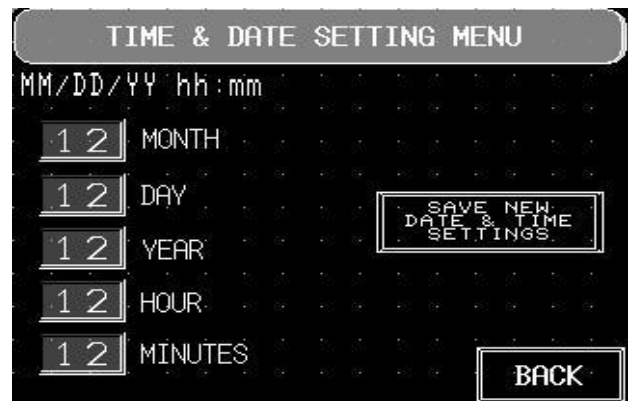 TIME & DATE SETTING MENU
MM/DD/YY hh:mm
12 MONTH
12 DAY
12 YEAR
12 HOUR
12 MINUTES
SAVE NEW
DATE & TIME
SETTINGS
BACK